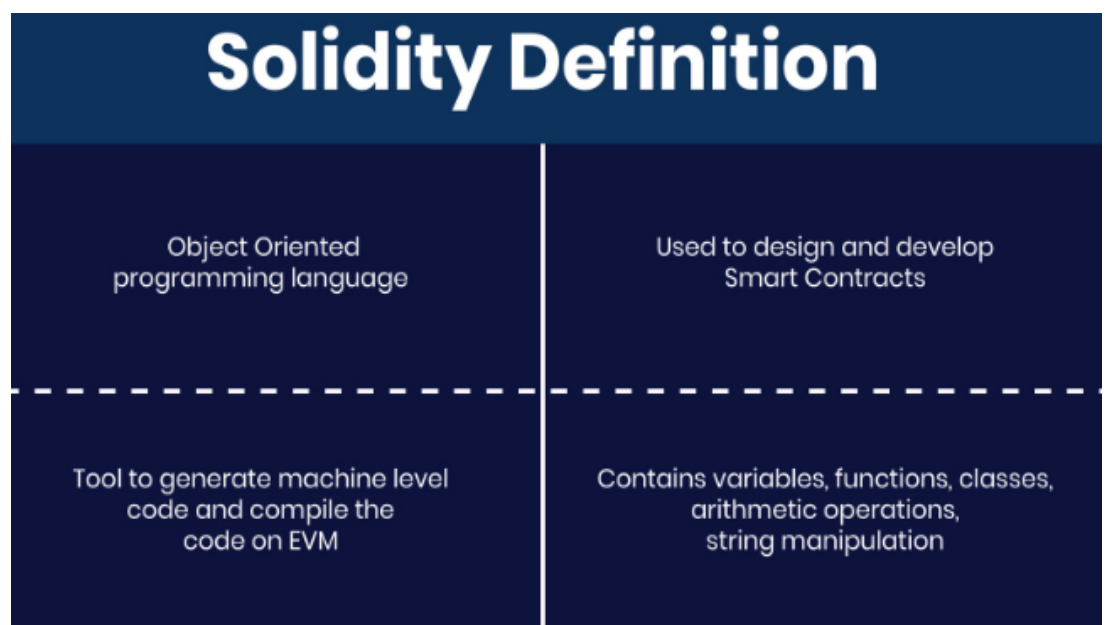 Solidity Definition
Object Oriented
programming language
Used to design and develop
Smart Contracts
Tool to generate machine level
code and compile the
code on EVM
Contains variables, functions, classes,
arithmetic operations,
string manipulation